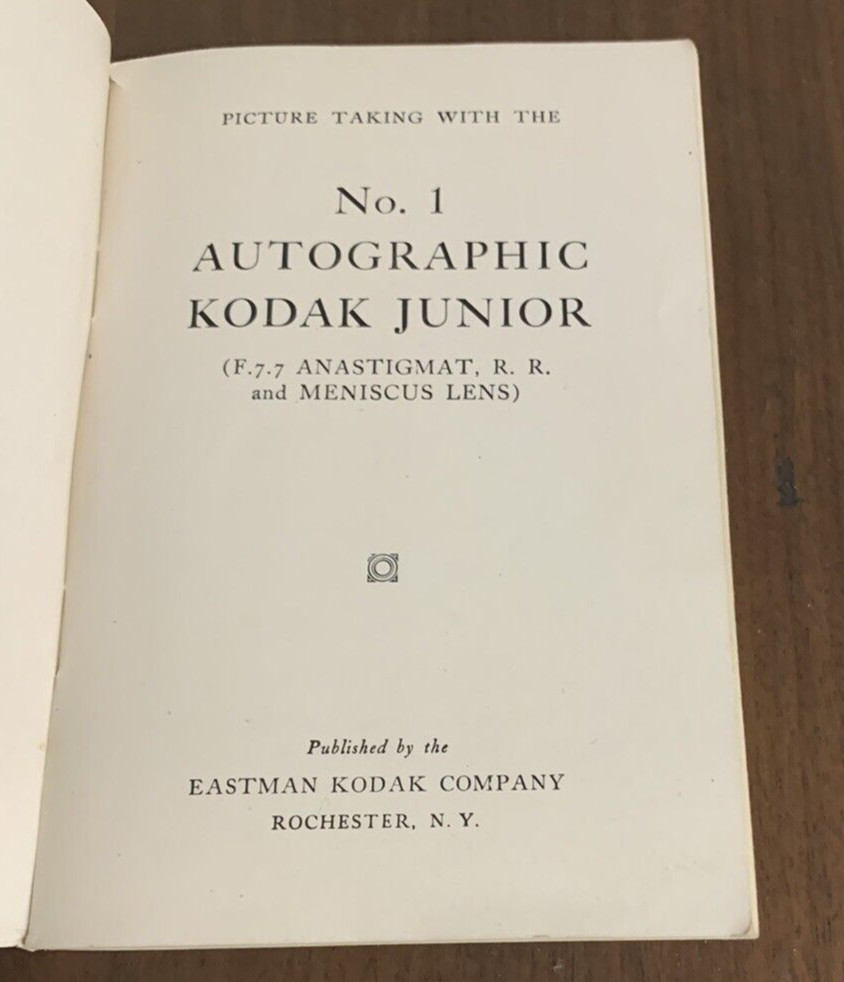 PICTURE TAKING WITH THE
No. 1
AUTOGRAPHIC
KODAK JUNIOR
(F.7.7 ANASTIGMAT, R. R.
and MENISCUS LENS)
Published by the
EASTMAN KODAK COMPANY
ROCHESTER, N. Y.